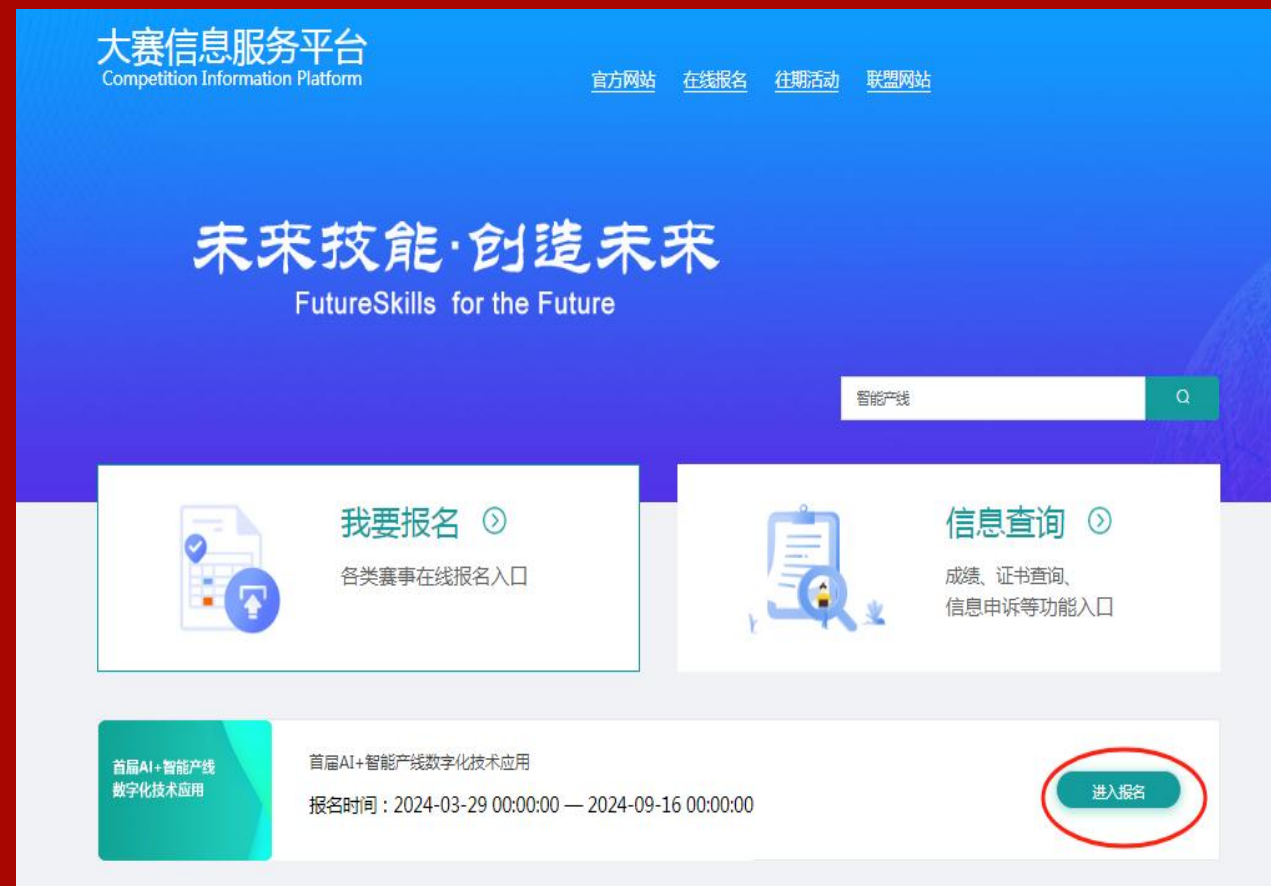 大赛信息服务平台
Competition Information Platform
官方网站 在线报名 往期活动 联盟网站
未来技能·创造未来
FutureSkills for the Future
智能产线
我要报名
各类赛事在线报名入口
信息查询
成绩、证书查询、
信息申诉等功能入口
首届AI+智能产线
数字化技术应用
首届AI+智能产线数字化技术应用
报名时间：2024-03-29 00:00:00 — 2024-09-16 00:00:00
进入报名